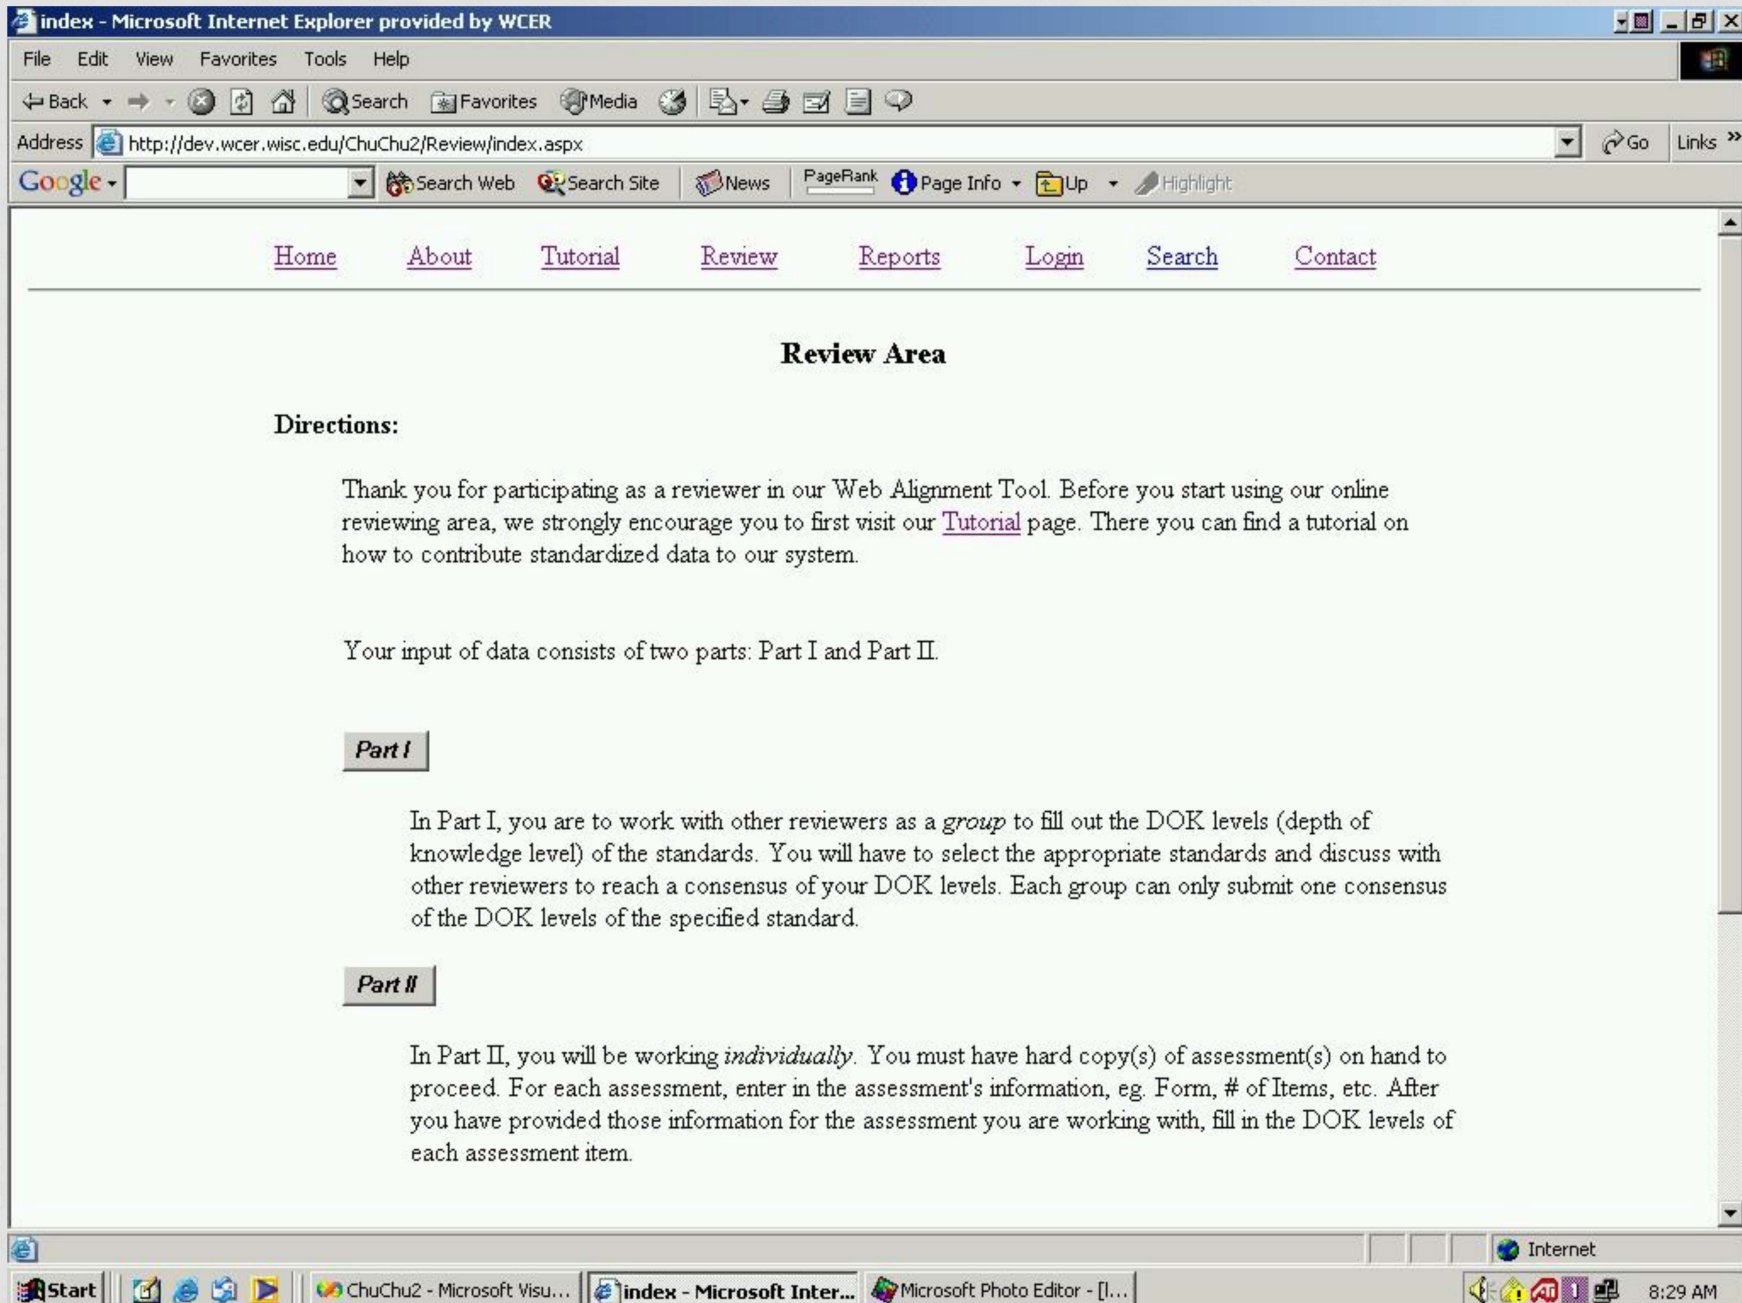 index - Microsoft Internet Explorer provided by WCER
File Edit View Favorites Tools Help
Back Search Favorites Media
Address http://dev.wcer.wisc.edu/ChuChu2/Review/index.aspx Go Links »
Google Search Web Search Site News PageRank Page Info Up Highlight
Home About Tutorial Review Reports Login Search Contact
Review Area
Directions:
Thank you for participating as a reviewer in our Web Alignment Tool. Before you start using our online
reviewing area, we strongly encourage you to first visit our Tutorial page. There you can find a tutorial on
how to contribute standardized data to our system.
Your input of data consists of two parts: Part I and Part II.
Part I
In Part I, you are to work with other reviewers as a group to fill out the DOK levels (depth of
knowledge level) of the standards. You will have to select the appropriate standards and discuss with
other reviewers to reach a consensus of your DOK levels. Each group can only submit one consensus
of the DOK levels of the specified standard.
Part II
In Part II, you will be working individually. You must have hard copy(s) of assessment(s) on hand to
proceed. For each assessment, enter in the assessment's information, eg. Form, # of Items, etc. After
you have provided those information for the assessment you are working with, fill in the DOK levels of
each assessment item.
Internet
Start ChuChu2 - Microsoft Visu... index - Microsoft Inter... Microsoft Photo Editor - [l... 8:29 AM